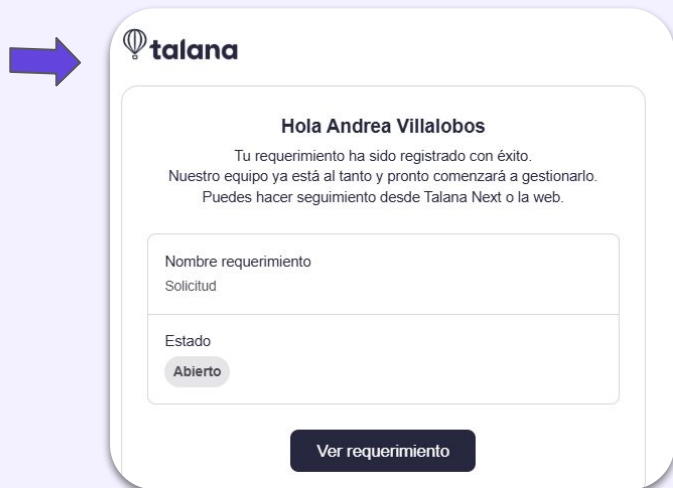 talana
Hola Andrea Villalobos
Tu requerimiento ha sido registrado con éxito.
Nuestro equipo ya está al tanto y pronto comenzará a gestionarlo.
Puedes hacer seguimiento desde Talana Next o la web.
Nombre requerimiento
Solicitud
Estado
Abierto
Ver requerimiento